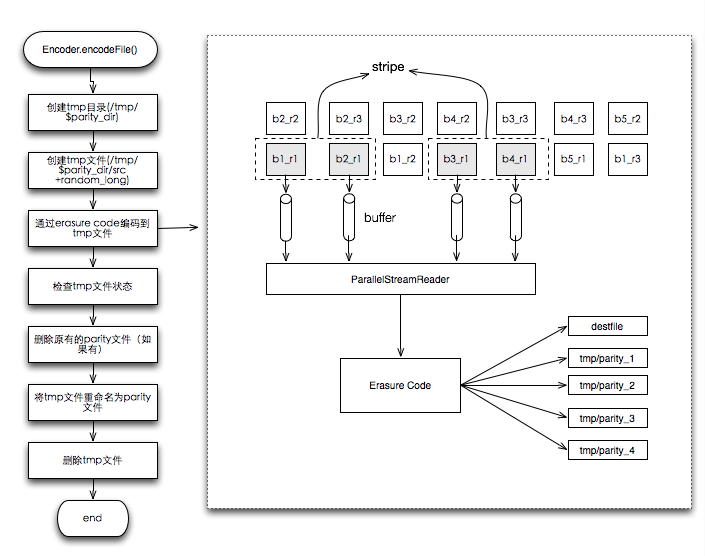 Encoder.encodeFile()
创建tmp目录(/tmp/
$parity_dir)
创建tmp文件(/tmp/
$parity_dir/src
+random_long)
通过erasure code编码到
tmp文件
检查tmp文件状态
删除原有的parity文件（如
果有）
将tmp文件重命名为parity
文件
删除tmp文件
end
stripe
b2_r2 b2_r3 b3_r2 b4_r2 b3_r3 b4_r3 b5_r2
b1_r1 b2_r1 b1_r2 b3_r1 b4_r1 b5_r1 b1_r3
buffer
ParallelStreamReader
Erasure Code
destfile
tmp/parity_1
tmp/parity_2
tmp/parity_3
tmp/parity_4